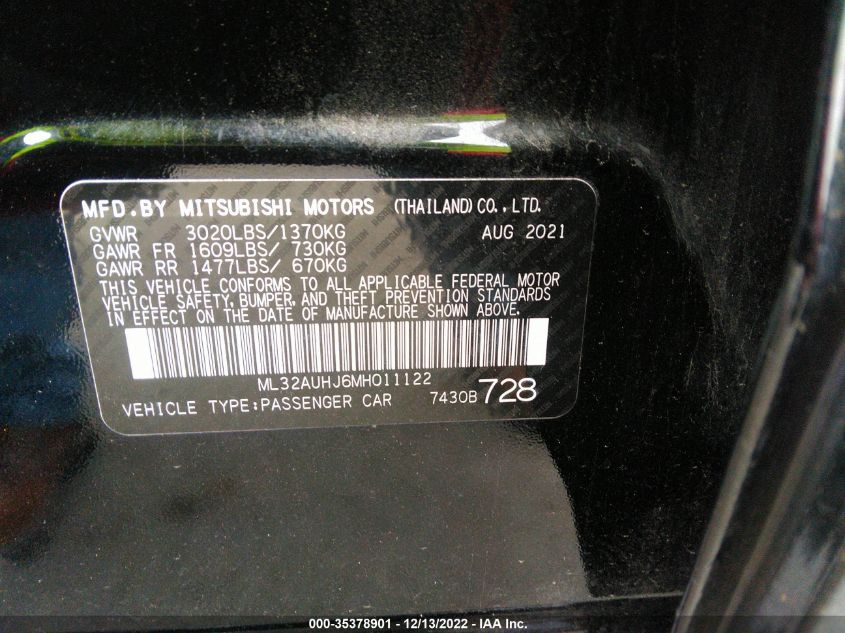 MFD.BY MITSUBISHI MOTORS (THAILAND)CO.,LTD.
GVWR 3020LBS/1370KG AUG 2021
GAWR FR 1609LBS/ 730KG
GAWR RR 1477LBS/ 670KG
THIS VEHICLE CONFORMS TO ALL APPLICABLE FEDERAL MOTOR
VEHICLE SAFETY, BUMPER, AND THEFT PREVENTION STANDARDS
IN EFFECT ON THE DATE OF MANUFACTURE SHOWN ABOVE.
ML32AUHJ6MH011122
VEHICLE TYPE:PASSENGER CAR 7430B 728
000-35378901 - 12/13/2022 - IAA Inc.